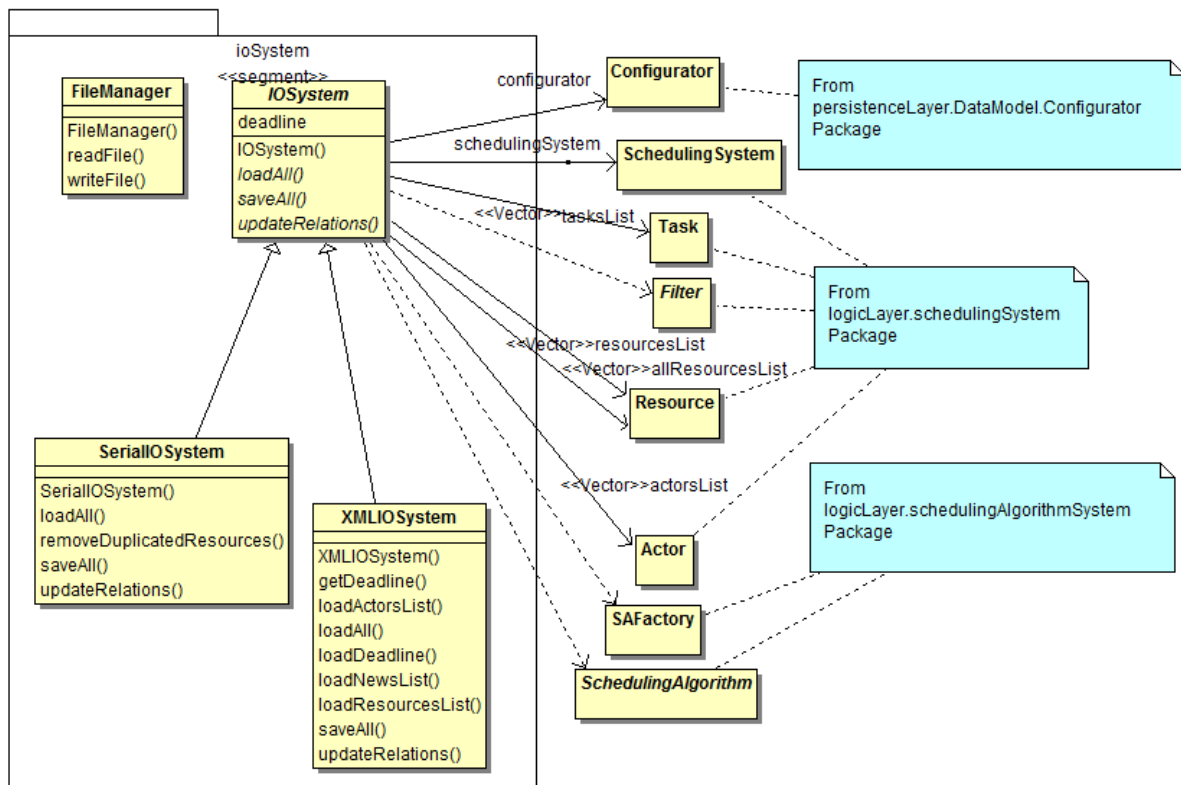 ioSystem
<<segment>>
FileManager
FileManager()
readFile()
writeFile()
IOSystem
deadline
IOSystem()
loadAll()
saveAll()
updateRelations()
configurator
Configurator
From
persistenceLayer.DataModel.Configurator
Package
schedulingSystem
SchedulingSystem
<<Vector>>tasksList
Task
Filter
From
logicLayer.schedulingSystem
Package
<<Vector>>resourcesList
<<Vector>>allResourcesList
Resource
SerialIOSystem
SerialIOSystem()
loadAll()
removeDuplicatedResources()
saveAll()
updateRelations()
XMLIOSystem
XMLIOSystem()
getDeadline()
loadActorsList()
loadAll()
loadDeadline()
loadNewsList()
loadResourcesList()
saveAll()
updateRelations()
<<Vector>>actorsList
Actor
From
logicLayer.schedulingAlgorithmSystem
Package
SAFactory
SchedulingAlgorithm